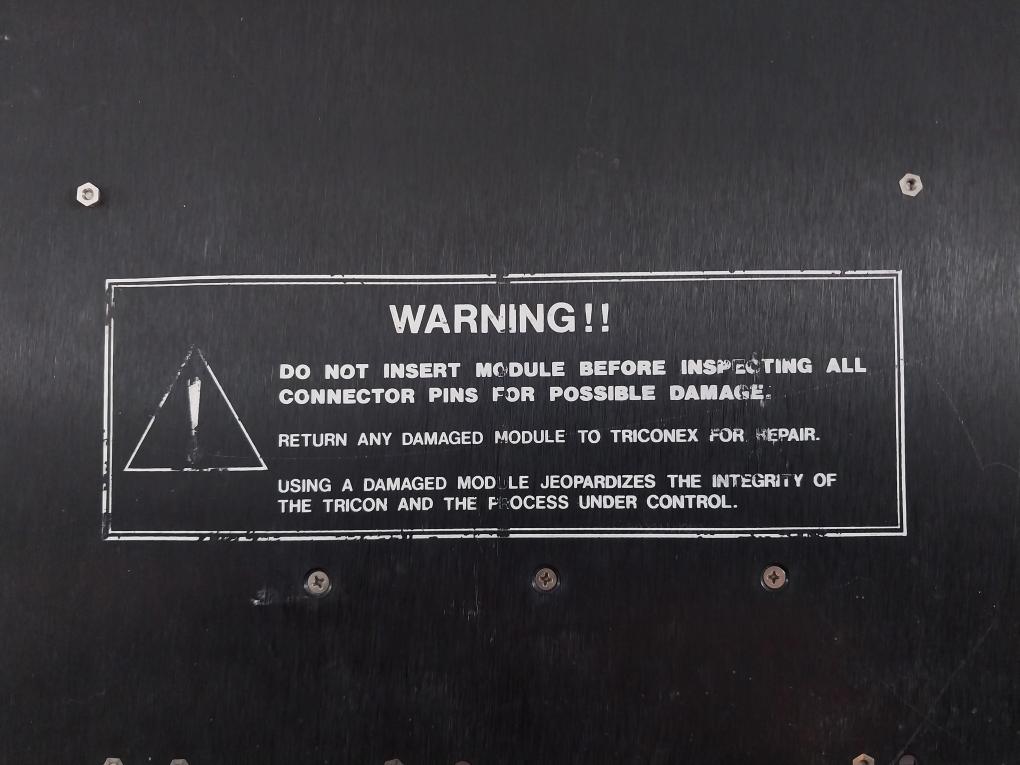 WARNING!!
DO NOT INSERT MODULE BEFORE INSPECTING ALL
CONNECTOR PINS FOR POSSIBLE DAMAGE.
RETURN ANY DAMAGED MODULE TO TRICONEX FOR REPAIR.
USING A DAMAGED MODULE JEOPARDIZES THE INTEGRITY OF
THE TRICON AND THE PROCESS UNDER CONTROL.